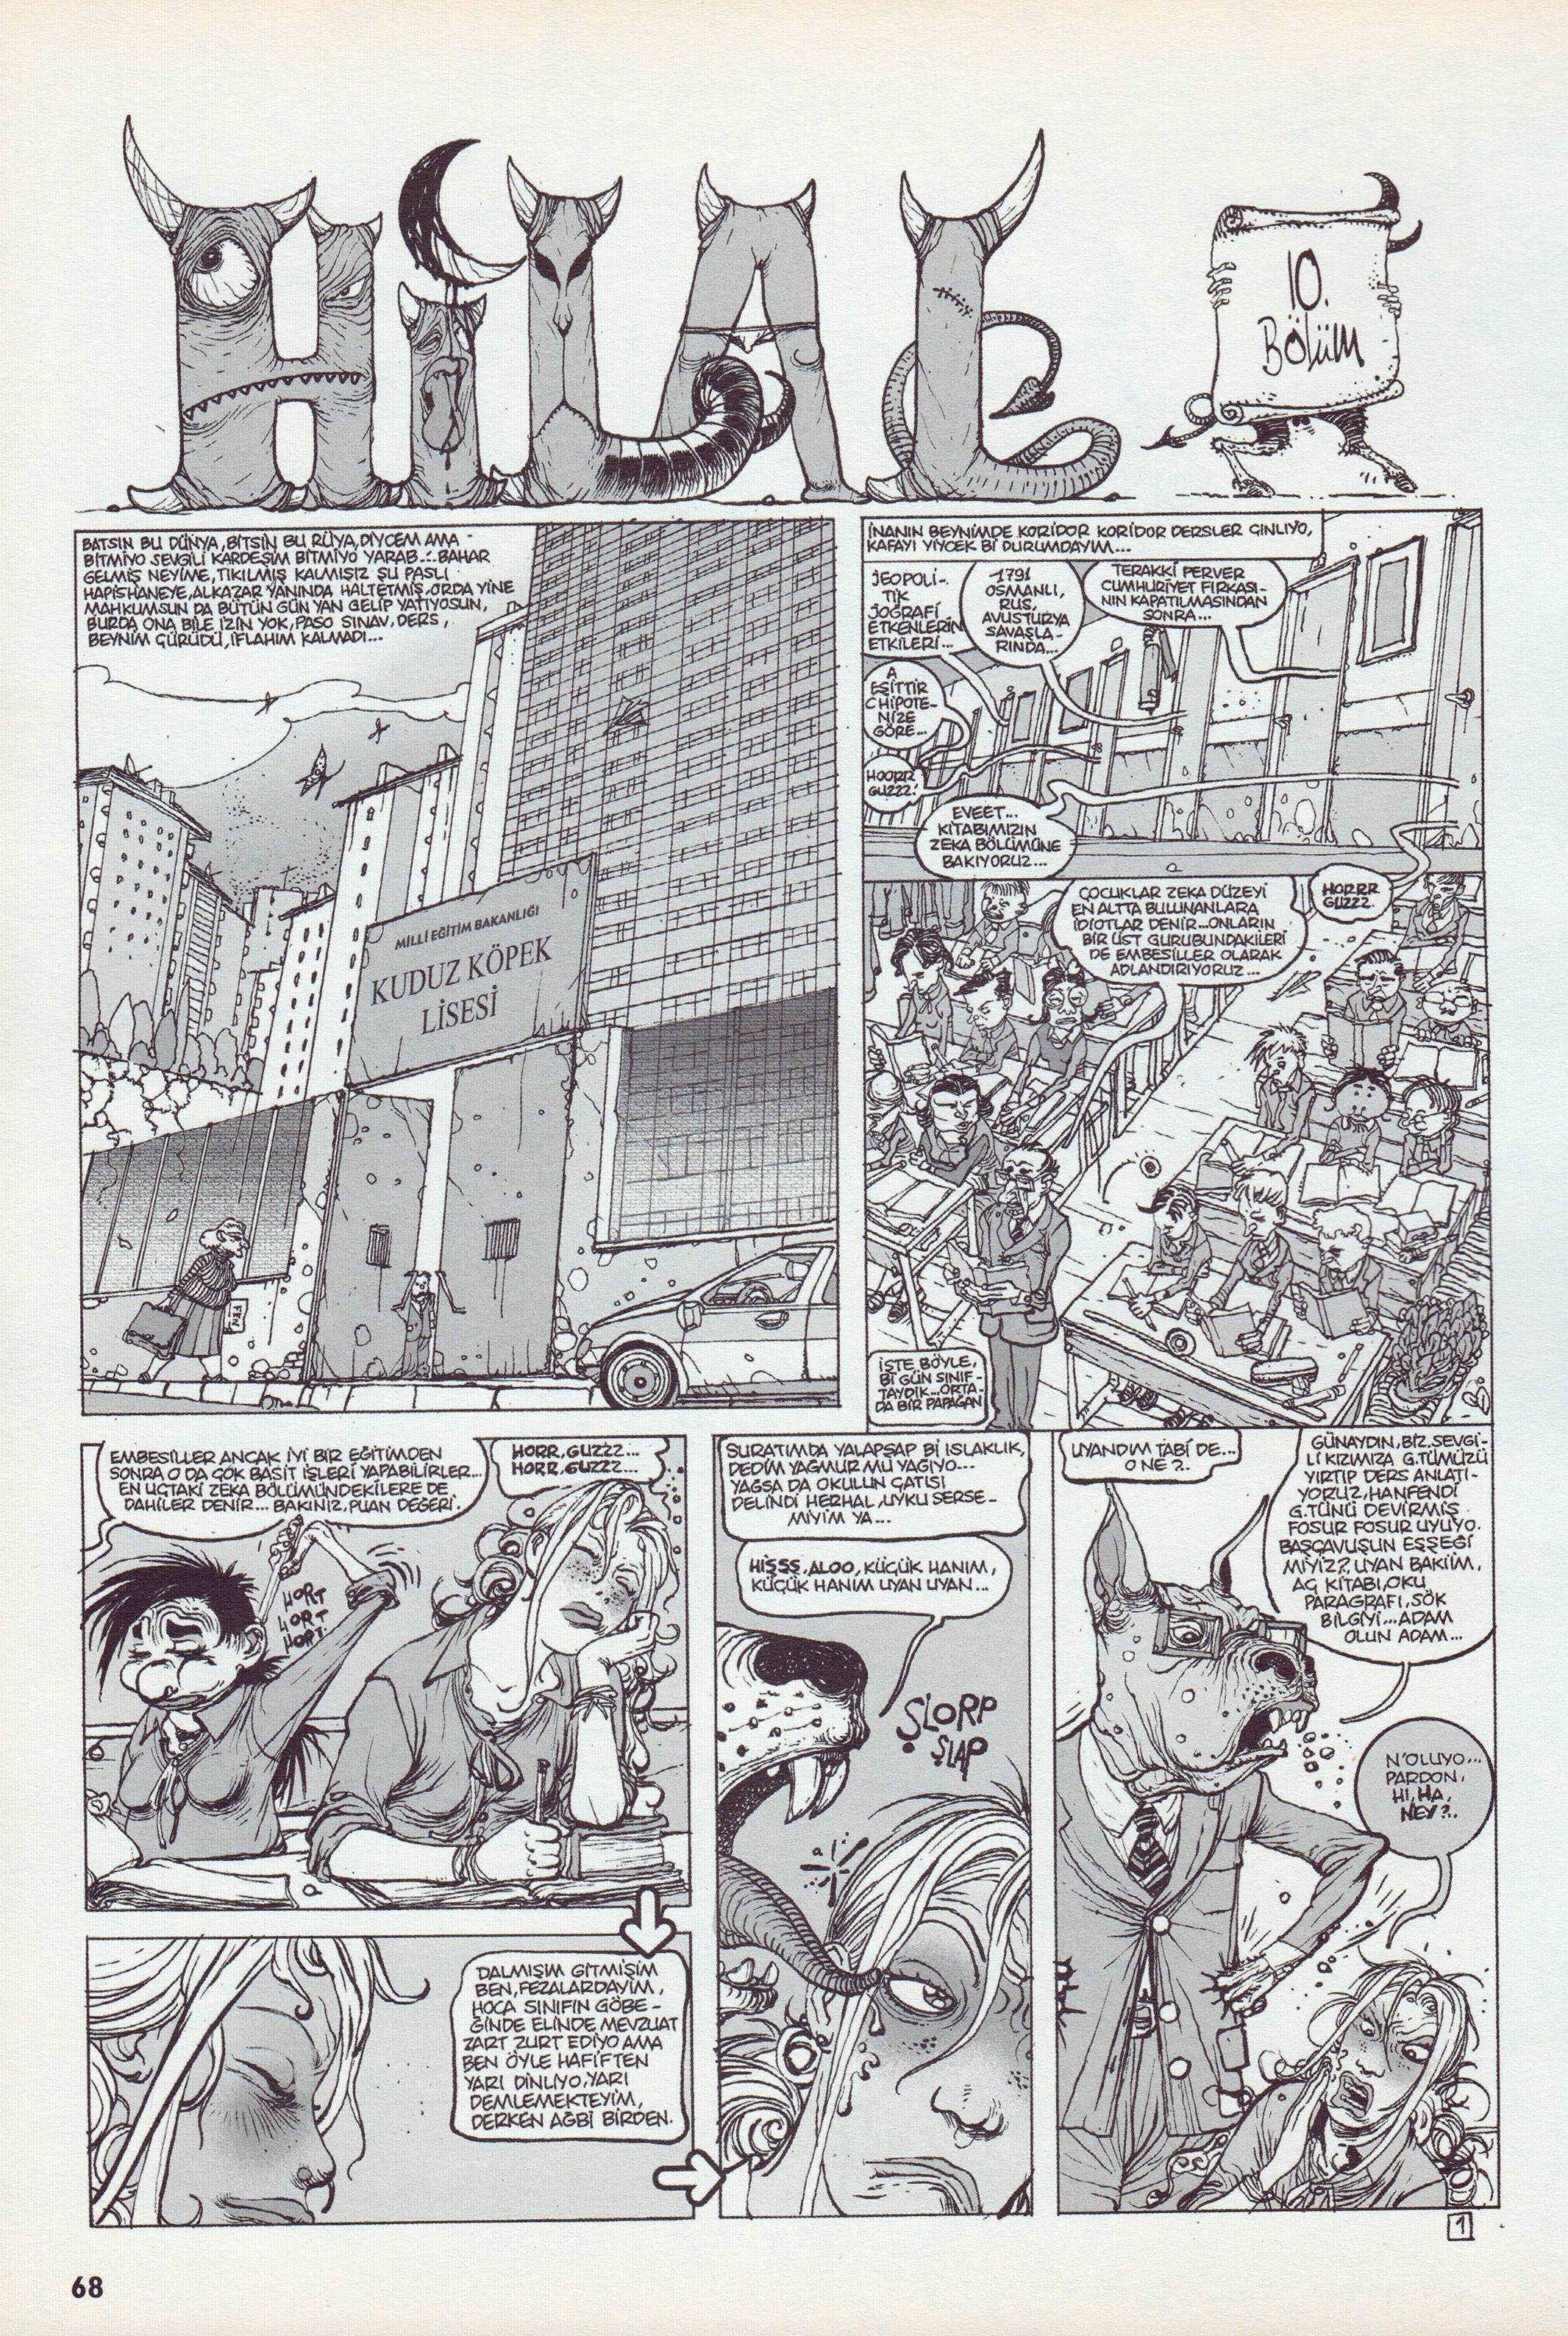 HİLAL
10.
Bölüm
BATSIN BU DÜNYA, BİTSİN BU RÜYA, DİYCEM AMA
BİTMİYO SEVGİLİ KARDEŞİM BİTMİYO YARAB... BAHAR
GELMİŞ NEYİME, TIKILMIŞ KALMIŞIZ ŞU PASLI
HAPİSHANEYE, ALKAZAR YANINDA HALTETMİŞ. ORDA YİNE
MAHKUMSUN DA BÜTÜN GÜN YAN GELİP YATIYOSUN,
BURDA ONA BİLE İZİN YOK, PASO SINAV, DERS,
BEYNİM GÜRÜDÜ, İFLAHIM KALMADI...
MİLLİ EĞİTİM BAKANLIĞI
KUDUZ KÖPEK
LİSESİ
İNANIN BEYNİMDE KORİDOR KORİDOR DERSLER ÇINLIYO,
KAFAYI YİYCEK Bİ DURUMDAYIM...
JEOPOLİ-
TİK
JOĞRAFİ
ETKENLERİN
ETKİLERİ...
1791
OSMANLI,
RUS,
AVUSTURYA
SAVAŞLA-
RINDA...
TERAKKİ PERVER
CUMHURİYET FIRKASI-
NIN KAPATILMASINDAN
SONRA...
A
EŞİTTİR
C HİPOTE-
NÜZE
GÖRE...
HOORR
GUZZZ!
EVEET...
KİTABIMIZIN
ZEKA BÖLÜMÜNE
BAKIYORUZ...
ÇOCUKLAR ZEKA DÜZEYİ
EN ALTTA BULUNANLARA
İDİOTLAR DENİR... ONLARIN
BİR ÜST GURUBUNDAKİLERİ
DE EMBESİLLER OLARAK
ADLANDIRIYORUZ...
HORRR
GUZZZ.
İŞTE BÖYLE,
Bİ GÜN SINIF-
TAYDIK... ORTA-
DA BİR PAPAĞAN
EMBESİLLER ANCAK İYİ BİR EĞİTİMDEN
SONRA O DA ÇOK BASİT İŞLERİ YAPABİLİRLER...
EN UÇTAKİ ZEKA BÖLÜMÜNDEKİLERE DE
DAHİLER DENİR... BAKINIZ, PUAN DEĞERİ.
HORR, GUZZZ...
HORR, GUZZZ...
HORT
HORT
HORT
DALMIŞIM GİTMİŞİM
BEN, FEZALARDAYIM,
HOCA SINIFIN GÖBE-
ĞİNDE ELİNDE MEVZUAT
ZART ZURT EDİYO AMA
BEN ÖYLE HAFİFTEN
YARI DİNLİYO, YARI
DEMLEMEKTEYİM,
DERKEN AĞBİ BİRDEN.
SURATIMDA YALAPŞAP Bİ ISLAKLIK,
DEDİM YAĞMUR MU YAĞIYO...
YAĞSA DA OKULUN ÇATISI
DELİNDİ HERHAL, UYKU SERSE-
MİYİM YA...
HİŞŞŞ, ALOO, KÜÇÜK HANIM,
KÜÇÜK HANIM UYAN UYAN...
ŞLORP
ŞLAP
UYANDIM TABİ DE...
O NE?.
GÜNAYDIN, BİZ SEVGİ-
Lİ KIZIMIZA G.TÜMÜZÜ
YIRTIP DERS ANLATI-
YORUZ, HANFENDİ
G.TÜNÜ DEVİRMİŞ
FOSUR FOSUR UYUYO.
BAŞÇAVUŞUN EŞŞEĞİ
MİYİZ?, UYAN BAKİİM,
AÇ KİTABI, OKU
PARAGRAFI, SÖK
BİLGİYİ... ADAM
OLUN ADAM...
N'OLUYO...
PARDON,
HI, HA,
NEY?.
1
68